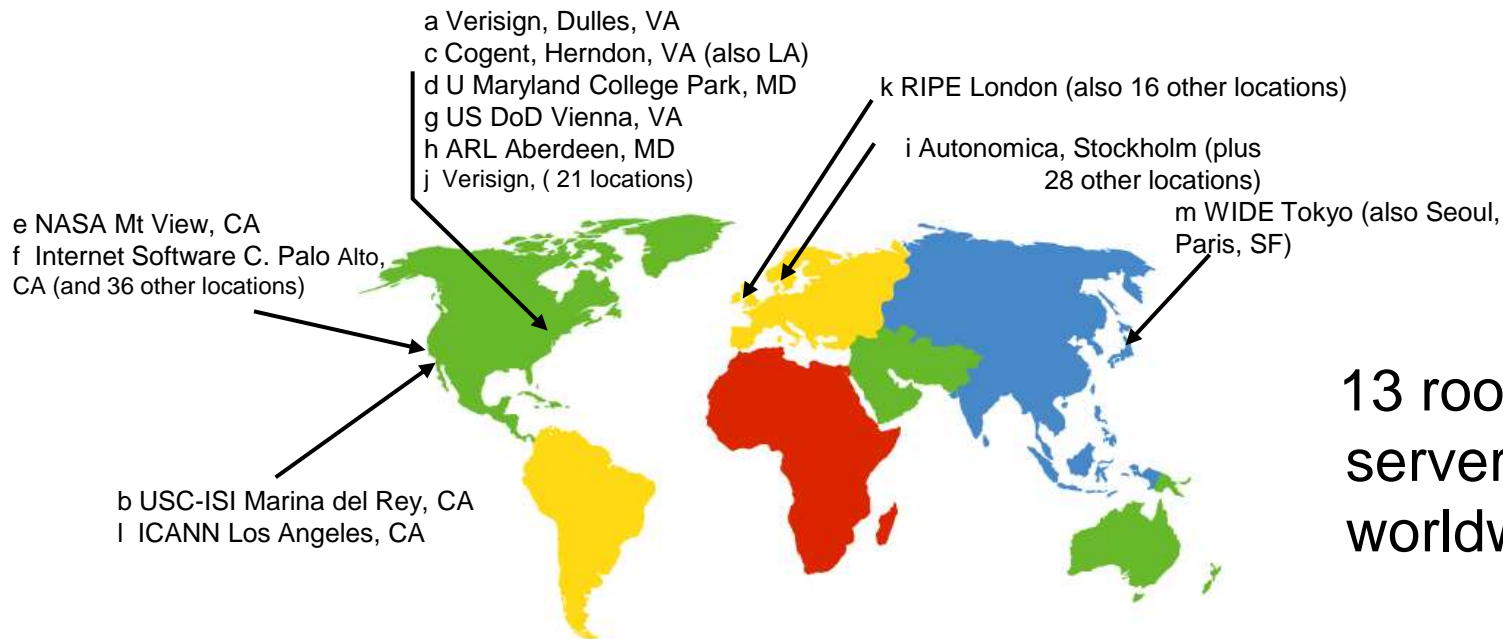 a Verisign, Dulles, VA
c Cogent, Herndon, VA (also LA)
d U Maryland College Park, MD
g US DoD Vienna, VA
h ARL Aberdeen, MD
j Verisign, ( 21 locations)
k RIPE London (also 16 other locations)
i Autonomica, Stockholm (plus
28 other locations)
m WIDE Tokyo (also Seoul,
Paris, SF)
e NASA Mt View, CA
f Internet Software C. Palo Alto,
CA (and 36 other locations)
b USC-ISI Marina del Rey, CA
l ICANN Los Angeles, CA
13 roo
server
worldw